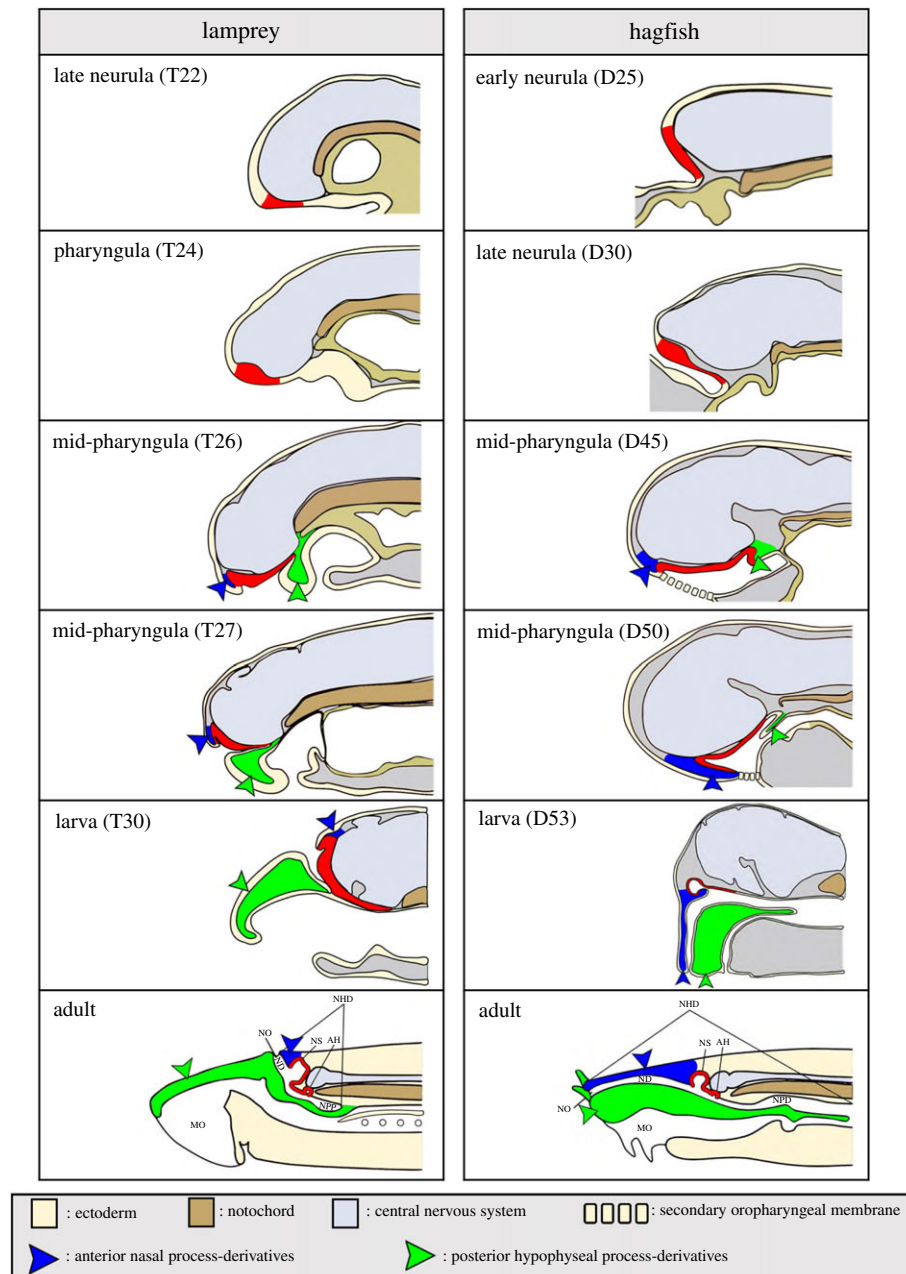 lamprey
hagfish
late neurula (T22)
early neurula (D25)
pharyngula (T24)
late neurula (D30)
mid-pharyngula (T26)
mid-pharyngula (D45)
mid-pharyngula (T27)
mid-pharyngula (D50)
larva (T30)
larva (D53)
adult
NHD
NO
NS
AH
ND
NPP
MO
adult
NHD
NS
AH
ND
NPD
NO
MO
: ectoderm
: notochord
: central nervous system
: secondary oropharyngeal membrane
: anterior nasal process-derivatives
: posterior hypophyseal process-derivatives